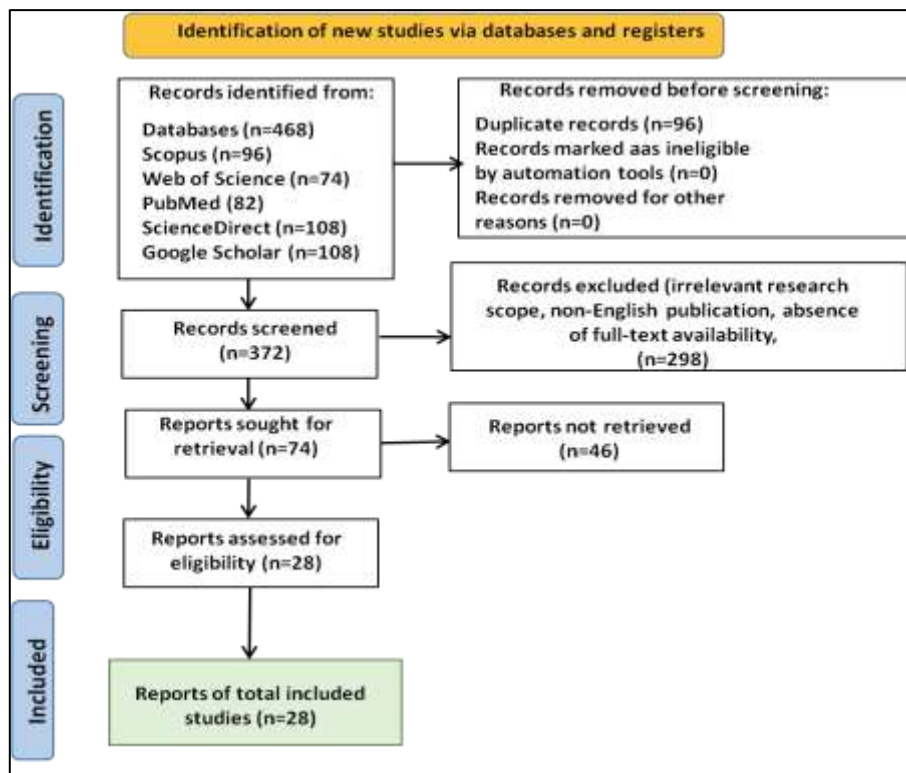 Identification of new studies via databases and registers
Identification
Records identified from:
Databases (n=468)
Scopus (n=96)
Web of Science (n=74)
PubMed (82)
ScienceDirect (n=108)
Google Scholar (n=108)
Records removed before screening:
Duplicate records (n=96)
Records marked aas ineligible
by automation tools (n=0)
Records removed for other
reasons (n=0)
Screening
Records screened
(n=372)
Records excluded (irrelevant research
scope, non-English publication, absence
of full-text availability,
(n=298)
Eligibility
Reports sought for
retrieval (n=74)
Reports not retrieved
(n=46)
Reports assessed for
eligibility (n=28)
Included
Reports of total included
studies (n=28)